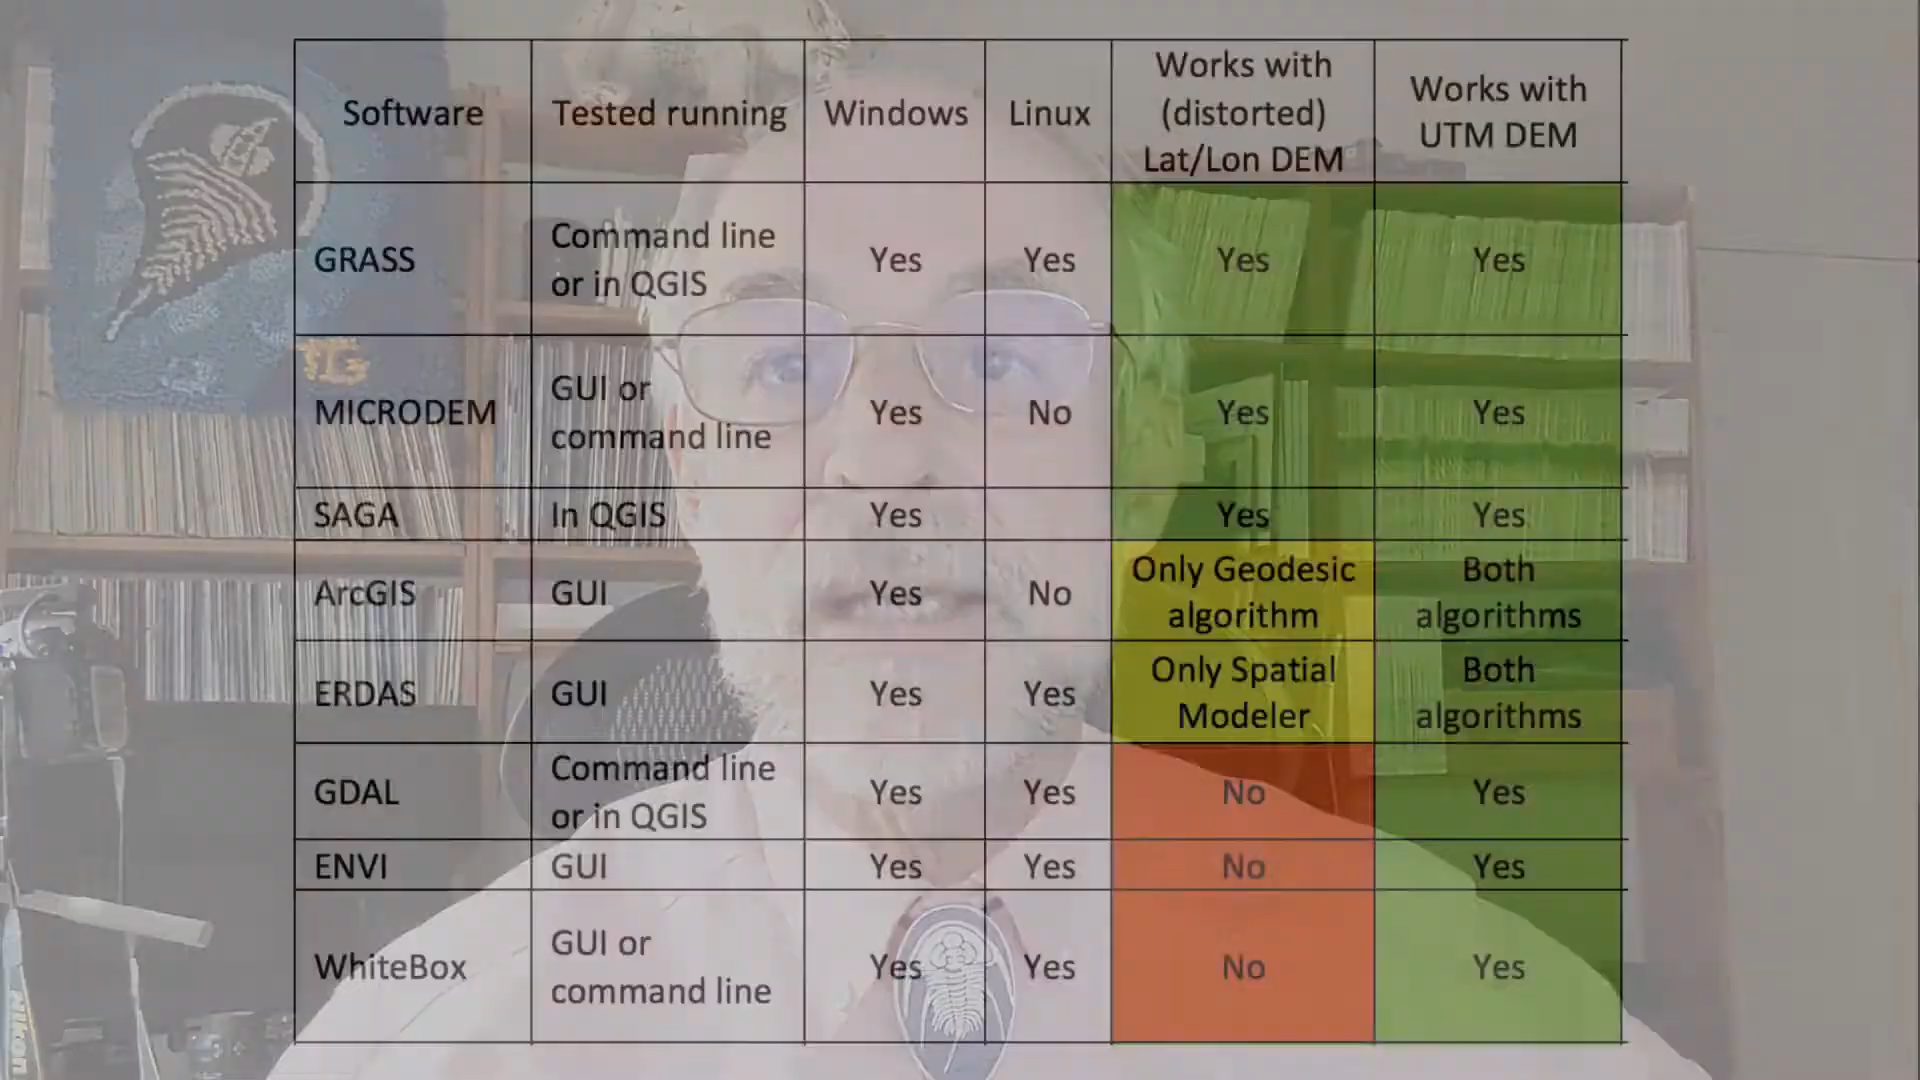 Software
Tested running
Windows
Linux
Works with
(distorted)
Lat/Lon DEM
Works with
UTM DEM
GRASS
Command line
or in QGIS
Yes
Yes
Yes
Yes
MICRODEM
GUI or
command line
Yes
No
Yes
Yes
SAGA
In QGIS
Yes
Yes
Yes
ArcGIS
GUI
Yes
No
Only Geodesic
algorithm
Both
algorithms
ERDAS
GUI
Yes
Yes
Only Spatial
Modeler
Both
algorithms
GDAL
Command line
or in QGIS
Yes
Yes
No
Yes
ENVI
GUI
Yes
Yes
No
Yes
WhiteBox
GUI or
command line
Yes
Yes
No
Yes
Nikon